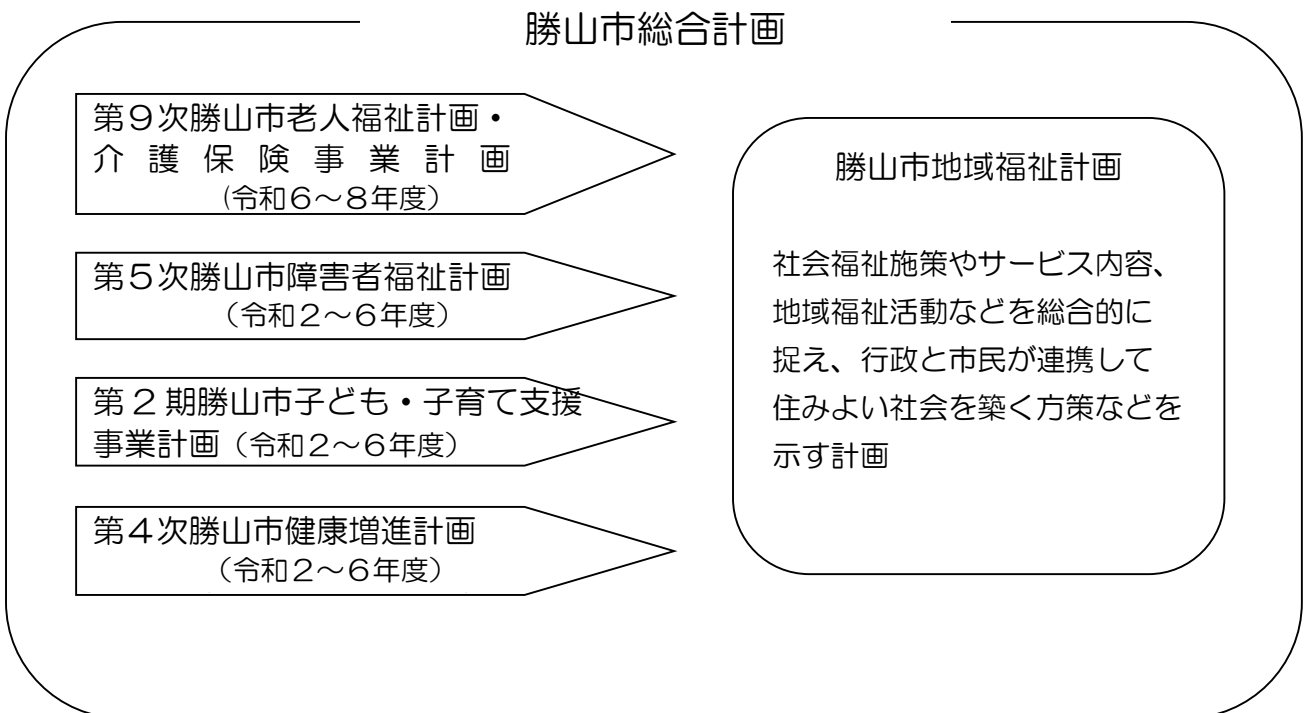 勝山市総合計画
第9次勝山市老人福祉計画・
介護保険事業計画
(令和6～8年度)
第5次勝山市障害者福祉計画
（令和2～6年度）
第2期勝山市子ども・子育て支援
事業計画（令和2～6年度）
第4次勝山市健康増進計画
（令和2～6年度）
勝山市地域福祉計画
社会福祉施策やサービス内容、
地域福祉活動などを総合的に
捉え、行政と市民が連携して
住みよい社会を築く方策などを
示す計画